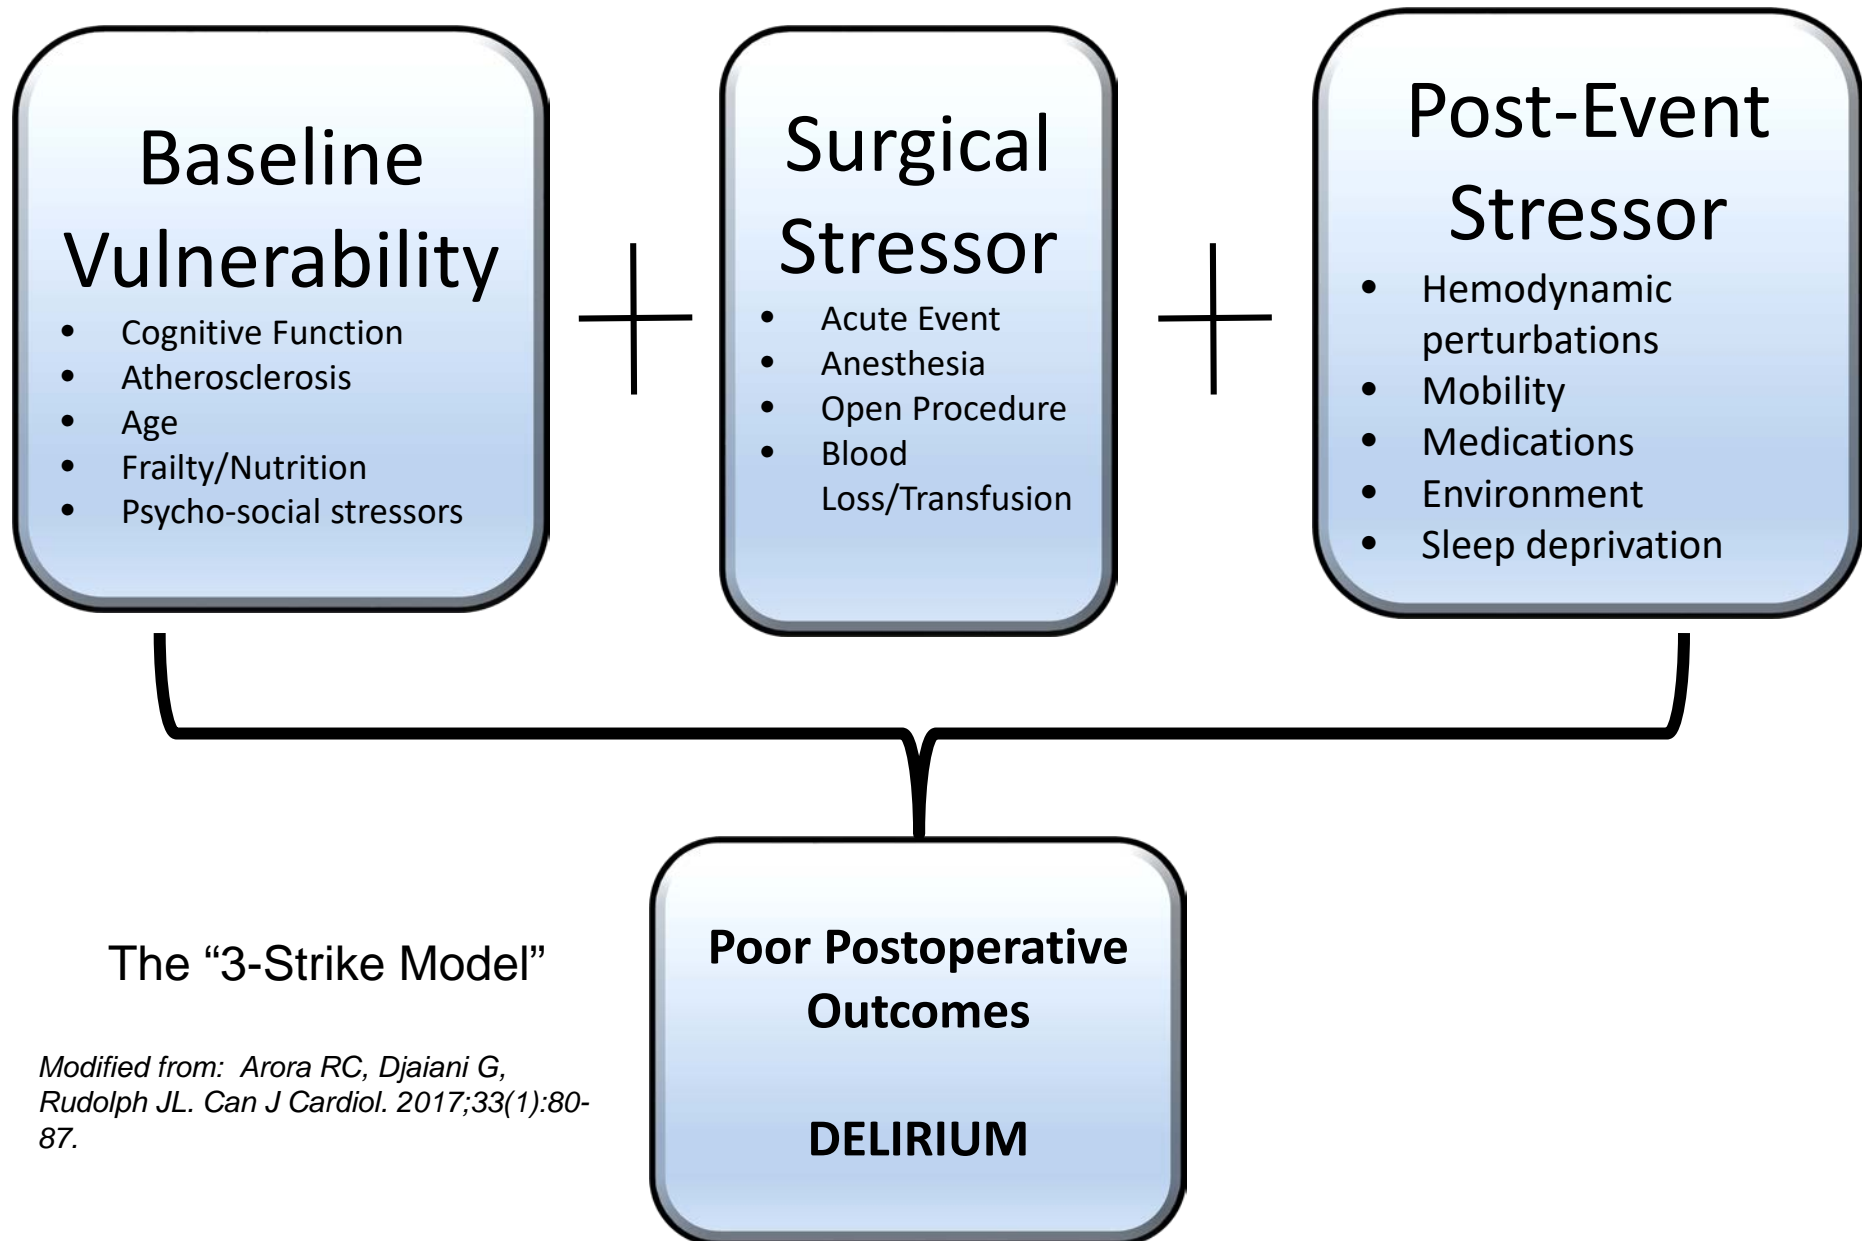 Baseline
Vulnerability
• Cognitive Function
• Atherosclerosis
• Age
• Frailty/Nutrition
• Psycho-social stressors
Surgical
Stressor
• Acute Event
• Anesthesia
• Open Procedure
• Blood
Loss/Transfusion
Post-Event
Stressor
• Hemodynamic
perturbations
• Mobility
• Medications
• Environment
• Sleep deprivation
The “3-Strike Model”
Modified from: Arora RC, Djaiani G,
Rudolph JL. Can J Cardiol. 2017;33(1):80-
87.
Poor Postoperative
Outcomes
DELIRIUM